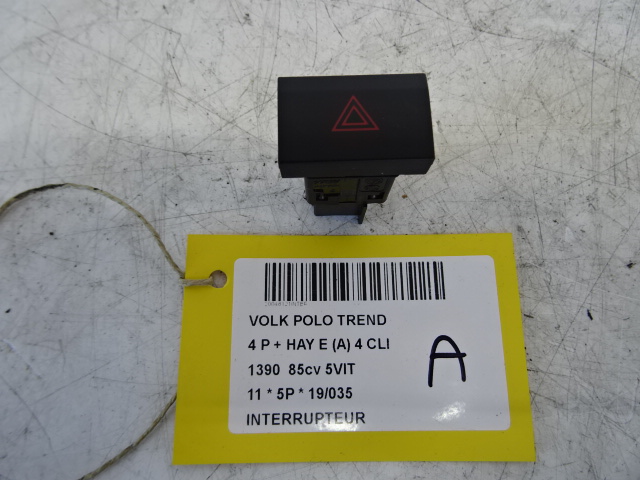 VOLK POLO TREND
4 P + HAY E (A) 4 CLI
1390 85cv 5VIT
11 * 5P * 19/035
INTERRUPTEUR
A